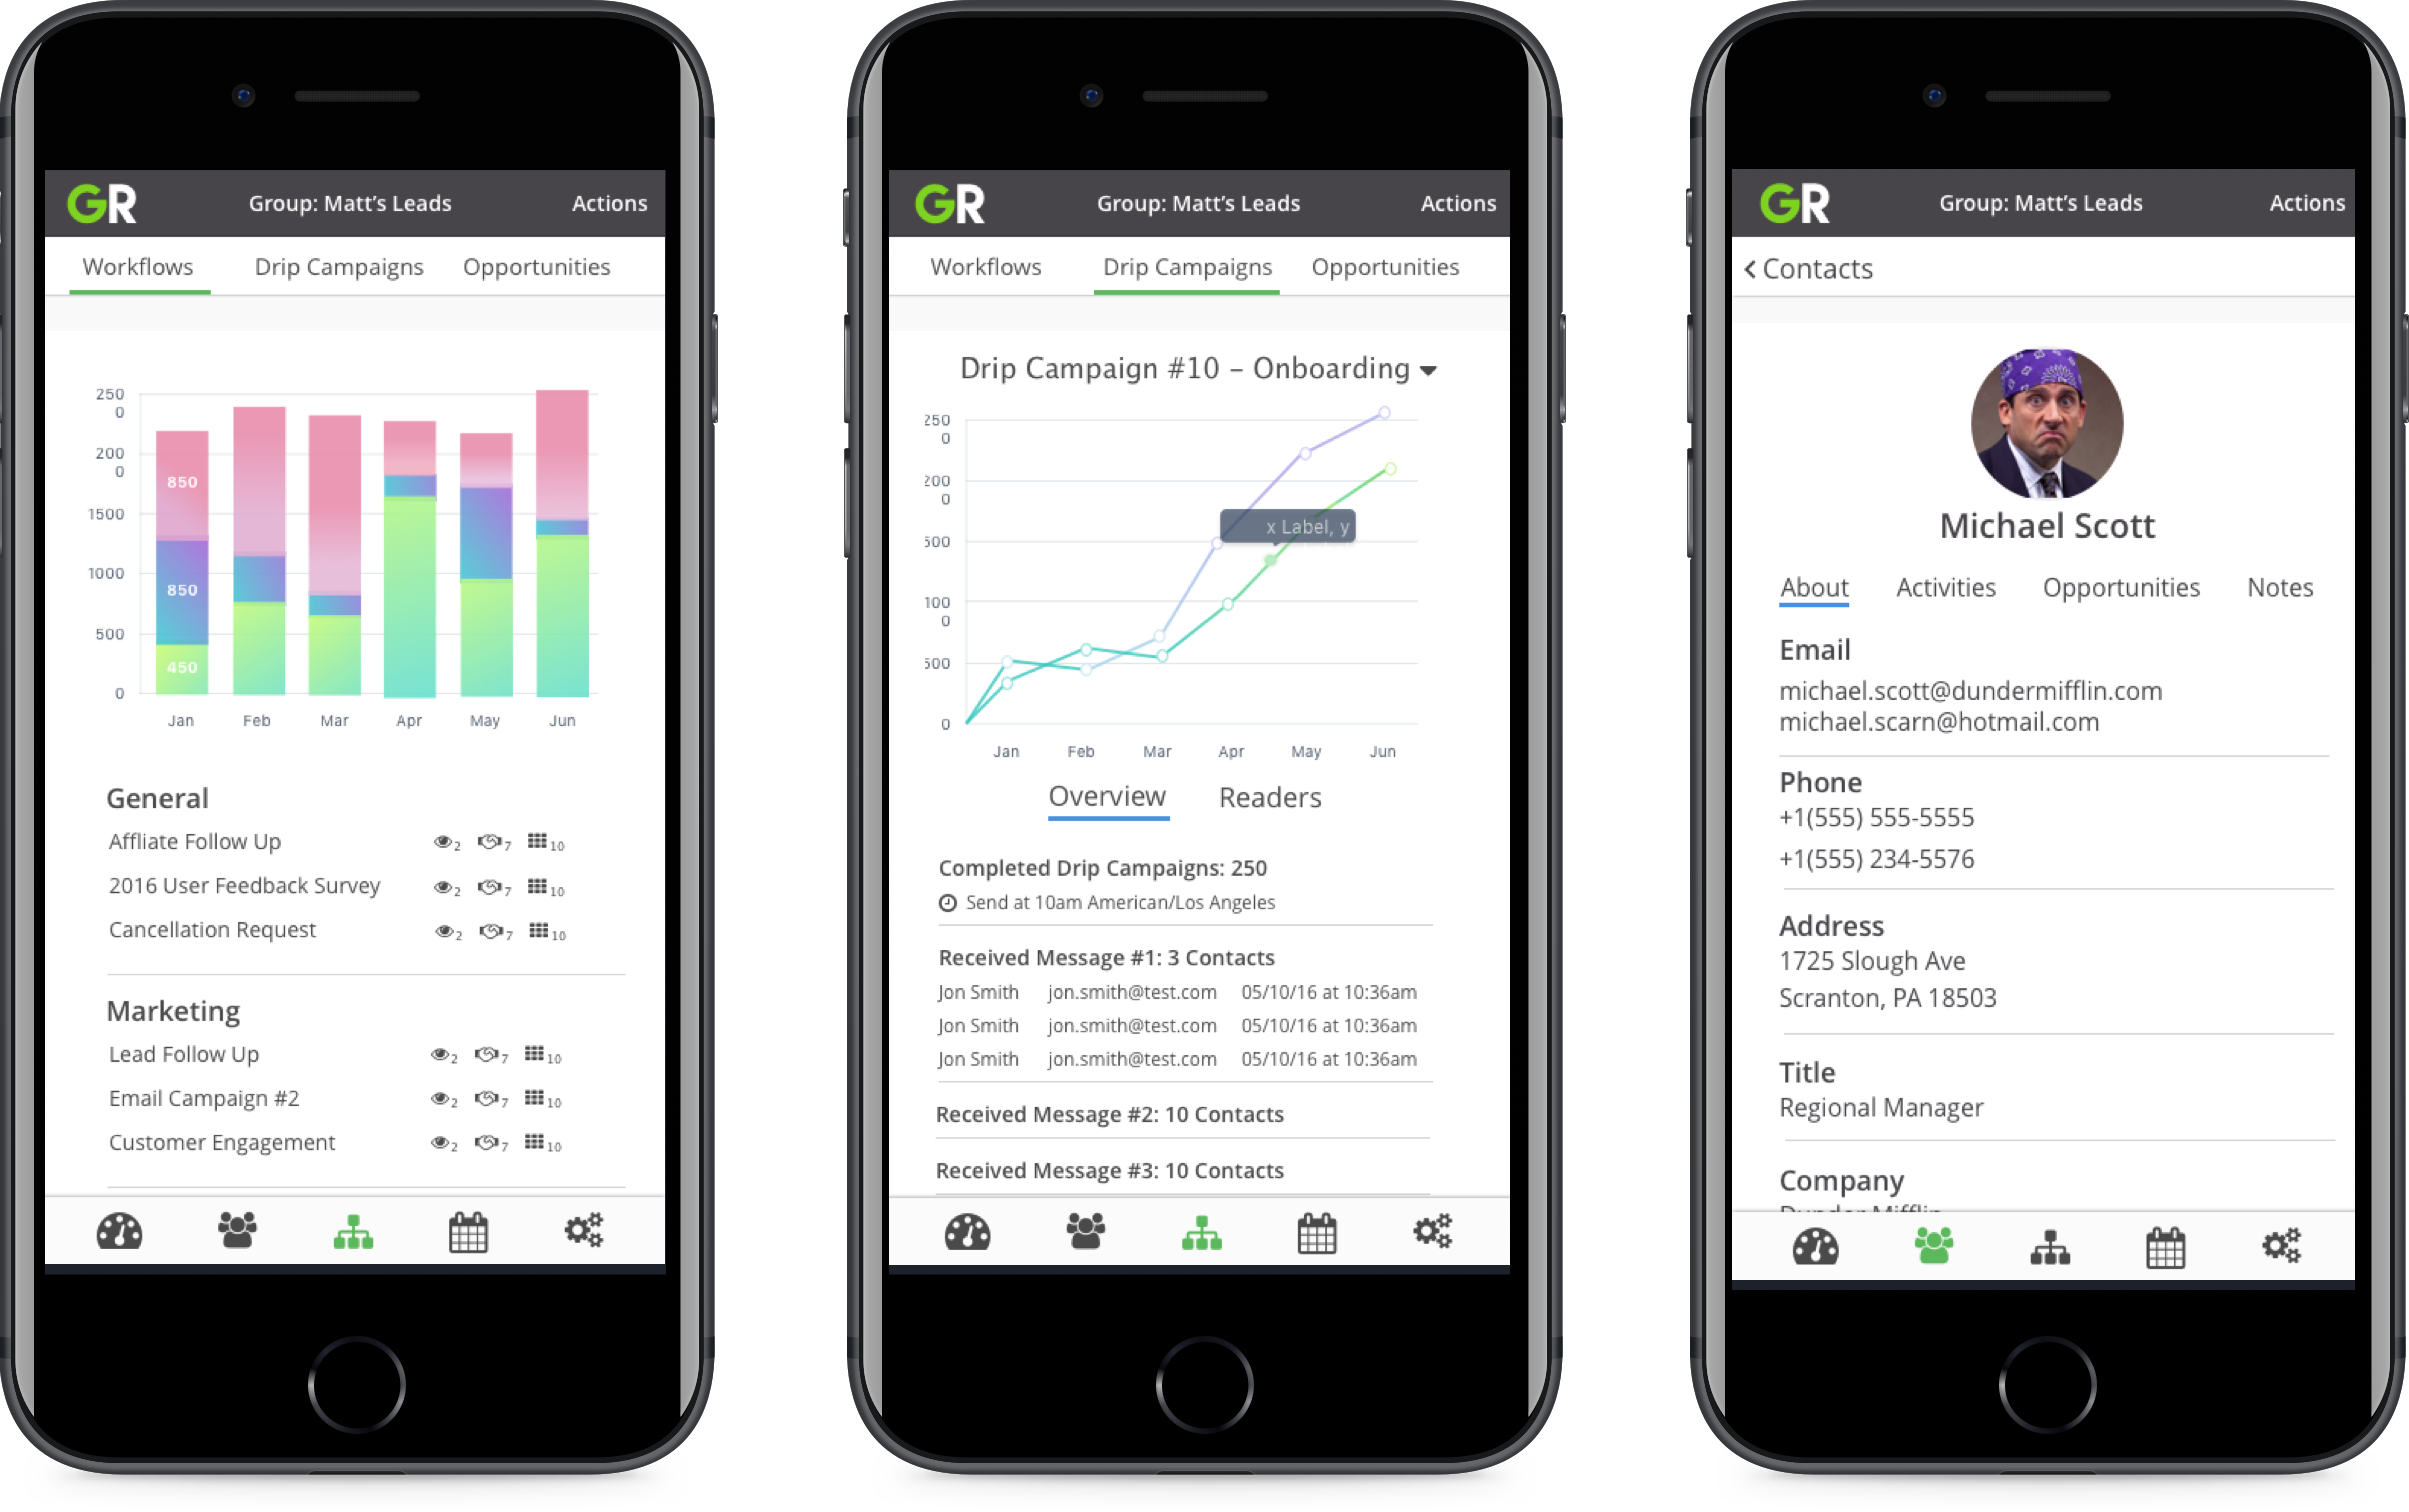 GR Group: Matt's Leads Actions
Workflows Drip Campaigns Opportunities
250
0
200
0
1500
1000
500
0
850
850
450
Jan Feb Mar Apr May Jun
General
Affliate Follow Up 2 7 10
2016 User Feedback Survey 2 7 10
Cancellation Request 2 7 10
Marketing
Lead Follow Up 2 7 10
Email Campaign #2 2 7 10
Customer Engagement 2 7 10
GR Group: Matt's Leads Actions
Workflows Drip Campaigns Opportunities
Drip Campaign #10 – Onboarding
250
0
200
0
500
100
0
500
0
x Label, y
Jan Feb Mar Apr May Jun
Overview Readers
Completed Drip Campaigns: 250
Send at 10am American/Los Angeles
Received Message #1: 3 Contacts
Jon Smith jon.smith@test.com 05/10/16 at 10:36am
Jon Smith jon.smith@test.com 05/10/16 at 10:36am
Jon Smith jon.smith@test.com 05/10/16 at 10:36am
Received Message #2: 10 Contacts
Received Message #3: 10 Contacts
GR Group: Matt's Leads Actions
Contacts
Michael Scott
About Activities Opportunities Notes
Email
michael.scott@dundermifflin.com
michael.scarn@hotmail.com
Phone
+1(555) 555-5555
+1(555) 234-5576
Address
1725 Slough Ave
Scranton, PA 18503
Title
Regional Manager
Company
Dunder Mifflin